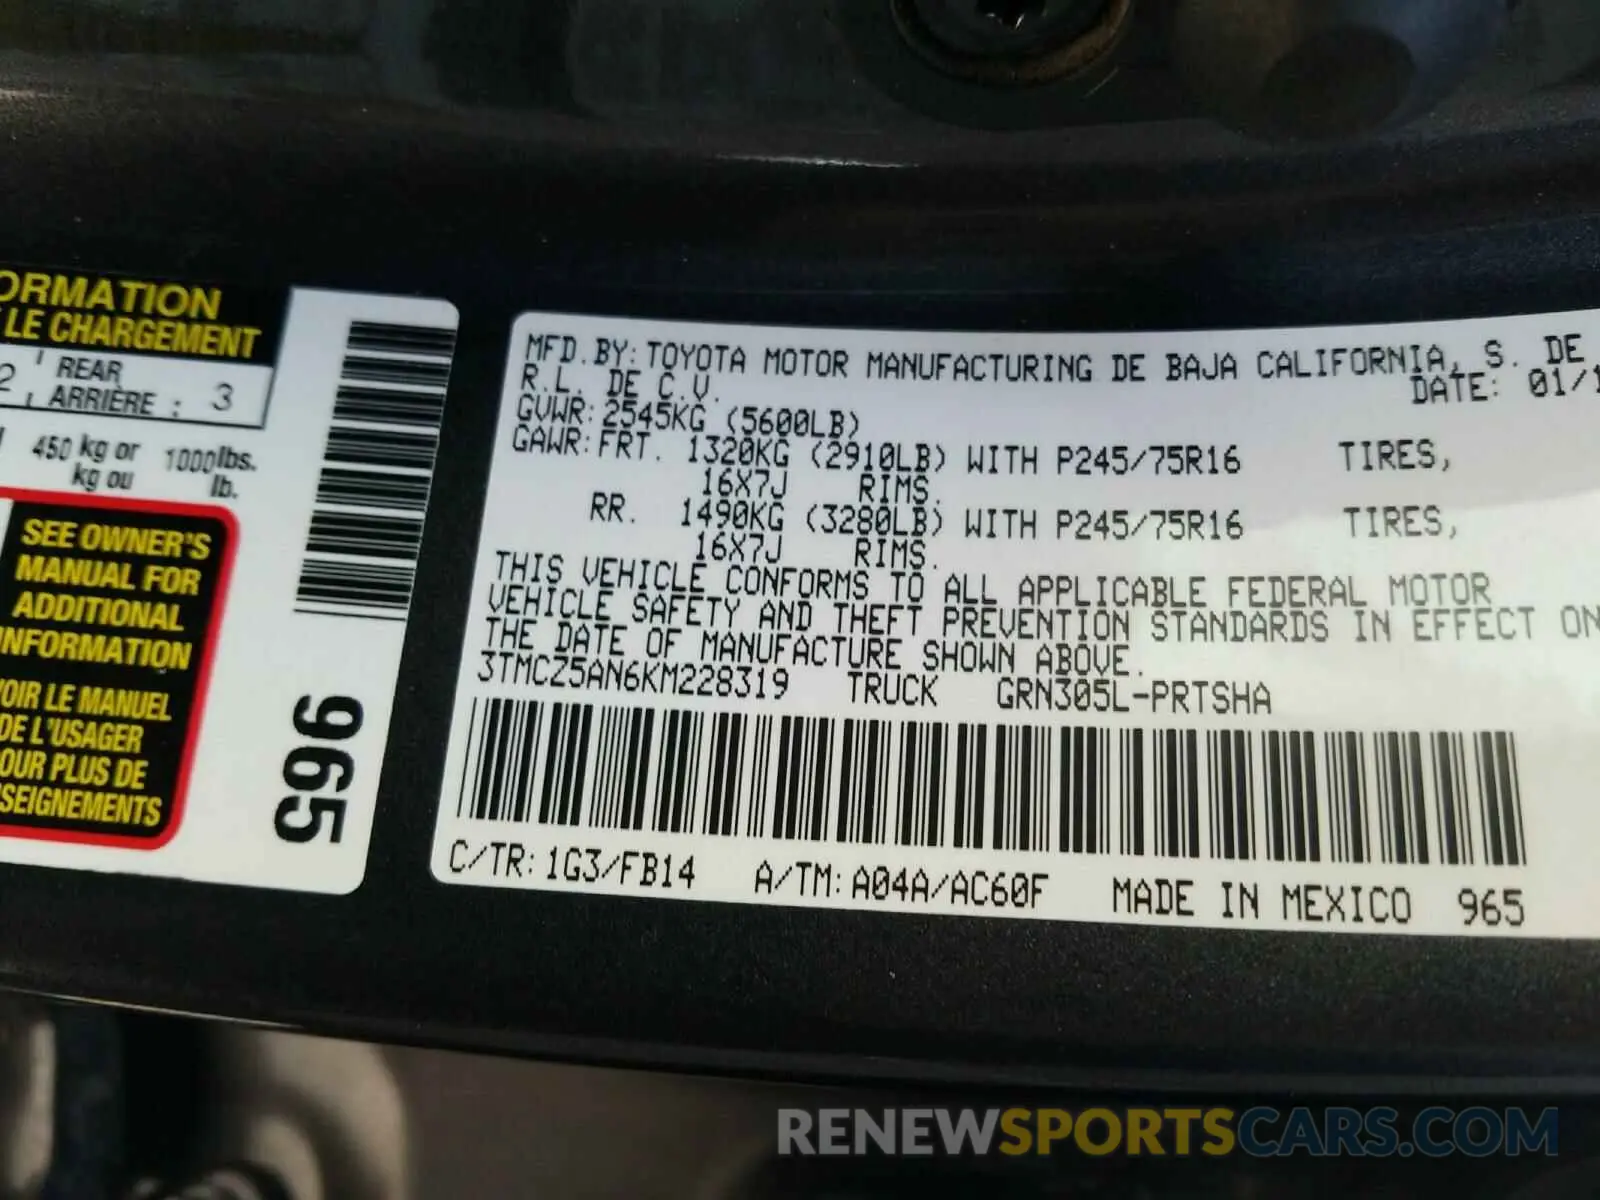 ORMATION
LE CHARGEMENT
2 REAR
ARRIÈRE : 3
450 kg or 1000 lbs.
kg ou lb.
SEE OWNER'S
MANUAL FOR
ADDITIONAL
INFORMATION
VOIR LE MANUEL
DE L'USAGER
POUR PLUS DE
SEIGNEMENTS
965
MFD.BY:TOYOTA MOTOR MANUFACTURING DE BAJA CALIFORNIA, S. DE
R.L. DE C.V. DATE: 01/1
GVWR:2545KG (5600LB)
GAWR:FRT. 1320KG (2910LB) WITH P245/75R16 TIRES,
16X7J RIMS.
RR. 1490KG (3280LB) WITH P245/75R16 TIRES,
16X7J RIMS.
THIS VEHICLE CONFORMS TO ALL APPLICABLE FEDERAL MOTOR
VEHICLE SAFETY AND THEFT PREVENTION STANDARDS IN EFFECT ON
THE DATE OF MANUFACTURE SHOWN ABOVE.
3TMCZ5AN6KM228319 TRUCK GRN305L-PRTSHA
C/TR:1G3/FB14 A/TM:A04A/AC60F MADE IN MEXICO 965
RENEWSPORTSCARS.COM